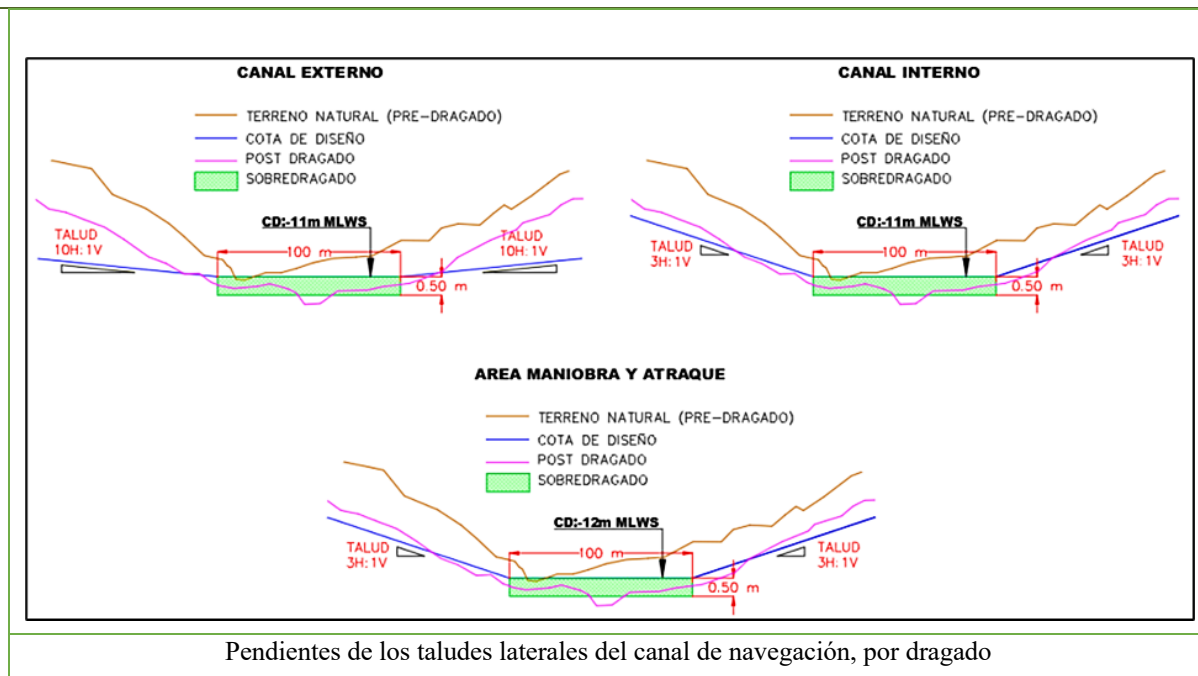 CANAL EXTERNO
TERRENO NATURAL (PRE-DRAGADO)
COTA DE DISEÑO
POST DRAGADO
SOBREDRAGADO
CD:-11m MLWS
TALUD
10H: 1V
100 m
TALUD
10H: 1V
0.50 m
CANAL INTERNO
TERRENO NATURAL (PRE-DRAGADO)
COTA DE DISEÑO
POST DRAGADO
SOBREDRAGADO
CD:-11m MLWS
TALUD
3H: 1V
100 m
TALUD
3H: 1V
0.50 m
AREA MANIOBRA Y ATRAQUE
TERRENO NATURAL (PRE-DRAGADO)
COTA DE DISEÑO
POST DRAGADO
SOBREDRAGADO
CD:-12m MLWS
TALUD
3H: 1V
100 m
TALUD
3H: 1V
0.50 m
Pendientes de los taludes laterales del canal de navegación, por dragado